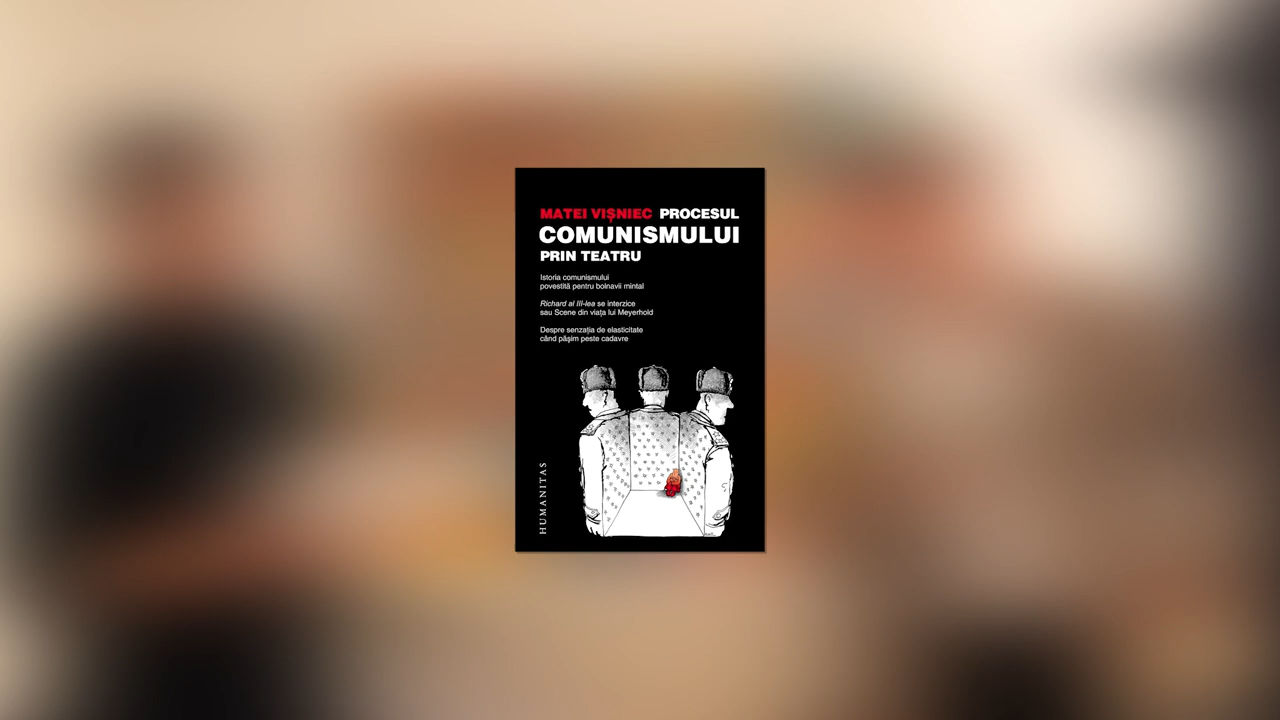 MATEI VIȘNIEC PROCESUL
COMUNISMULUI
PRIN TEATRU
Istoria comunismului
povestită pentru bolnavii mintal
Richard al III-lea se interzice
sau Scene din viața lui Meyerhold
Despre senzația de elasticitate
când pășim peste cadavre
HUMANITAS